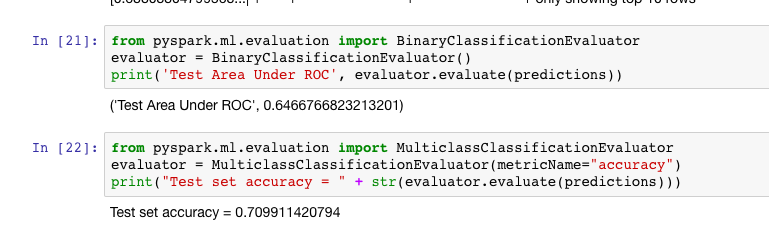 only showing top 10 rows
In [21]: from pyspark.ml.evaluation import BinaryClassificationEvaluator
evaluator = BinaryClassificationEvaluator()
print('Test Area Under ROC', evaluator.evaluate(predictions))
('Test Area Under ROC', 0.6466766823213201)
In [22]: from pyspark.ml.evaluation import MulticlassClassificationEvaluator
evaluator = MulticlassClassificationEvaluator(metricName="accuracy")
print("Test set accuracy = " + str(evaluator.evaluate(predictions)))
Test set accuracy = 0.709911420794